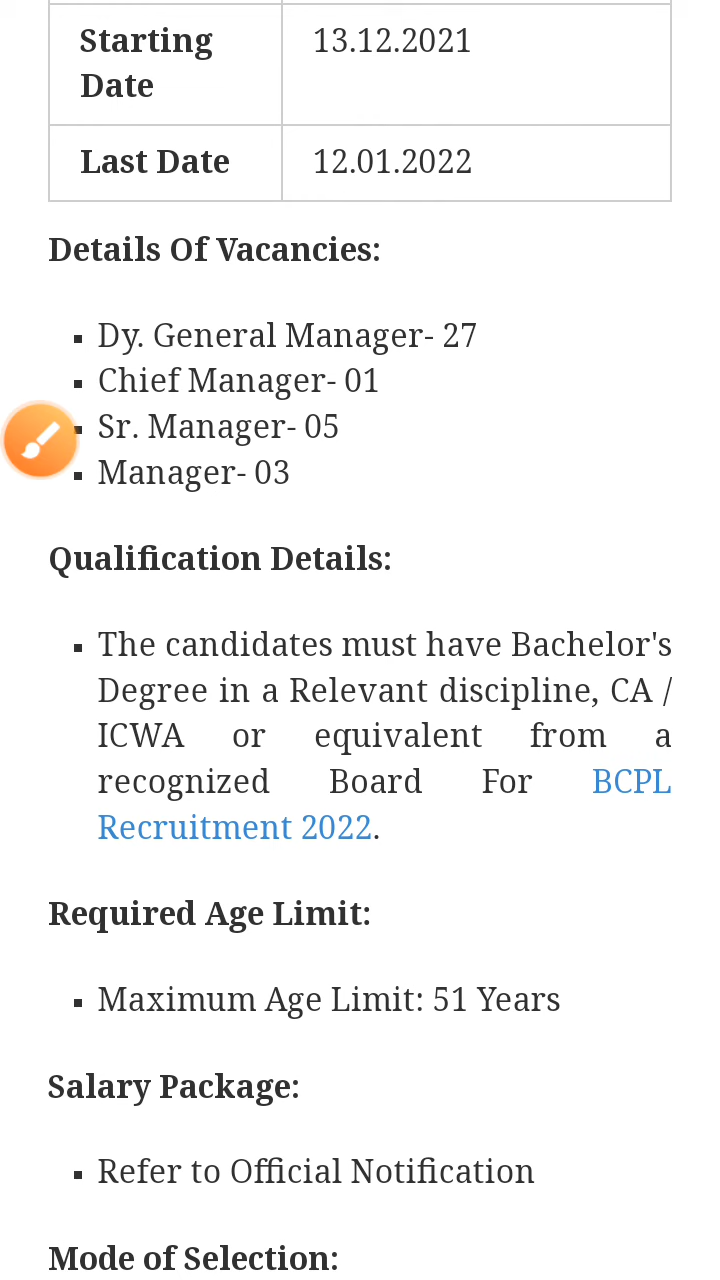 Starting 13.12.2021
Date
Last Date 12.01.2022
Details Of Vacancies:
▪ Dy. General Manager- 27
▪ Chief Manager- 01
▪ Sr. Manager- 05
▪ Manager- 03
Qualification Details:
▪ The candidates must have Bachelor's
Degree in a Relevant discipline, CA /
ICWA or equivalent from a
recognized Board For BCPL
Recruitment 2022.
Required Age Limit:
▪ Maximum Age Limit: 51 Years
Salary Package:
▪ Refer to Official Notification
Mode of Selection: